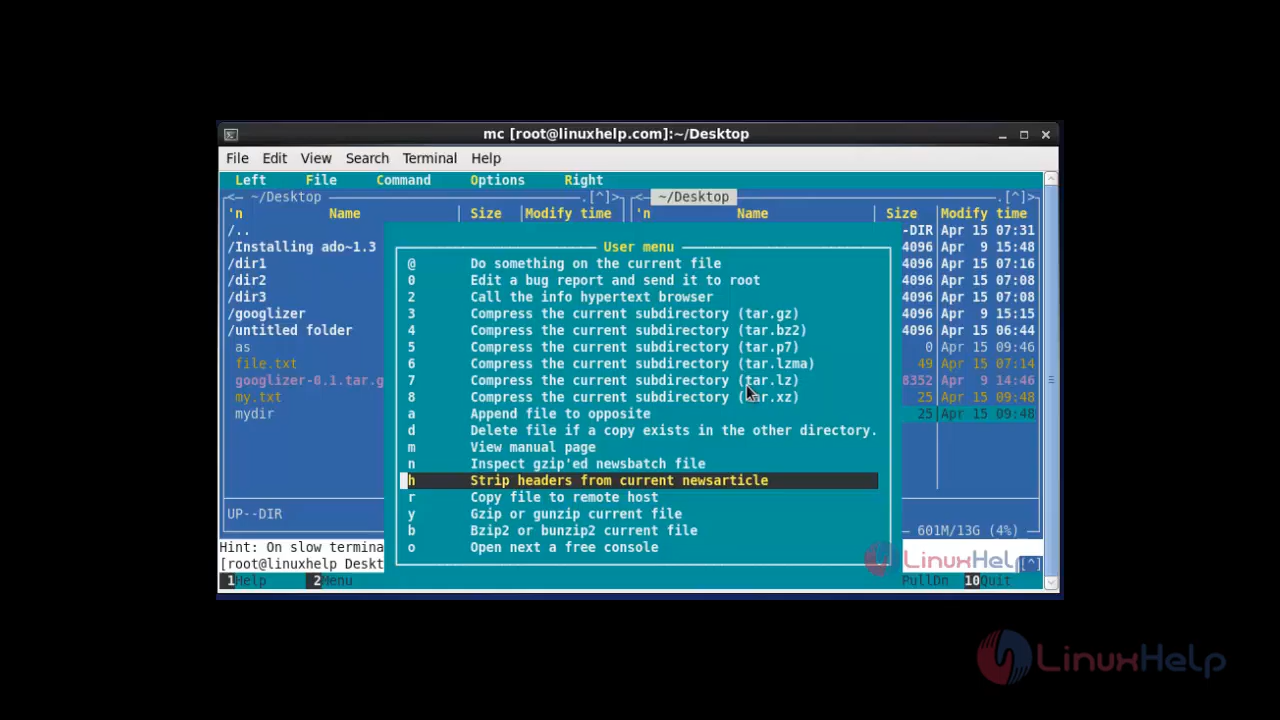 mc [root@linuxhelp.com]:~/Desktop
File Edit View Search Terminal Help
Left File Command Options Right
<— ~/Desktop .[^]> <— ~/Desktop .[^]>
'n Name Size Modify time 'n Name Size Modify time
/.. -DIR Apr 15 07:31
/Installing ado~1.3 User menu 4096 Apr 9 15:48
/dir1 @ Do something on the current file 4096 Apr 15 07:16
/dir2 0 Edit a bug report and send it to root 4096 Apr 15 07:08
/dir3 2 Call the info hypertext browser 4096 Apr 15 07:08
/googlizer 3 Compress the current subdirectory (tar.gz) 4096 Apr 9 15:15
/untitled folder 4 Compress the current subdirectory (tar.bz2) 4096 Apr 15 06:44
as 5 Compress the current subdirectory (tar.p7) 0 Apr 15 09:46
file.txt 6 Compress the current subdirectory (tar.lzma) 49 Apr 15 07:14
googlizer-0.1.tar.g 7 Compress the current subdirectory (tar.lz) 8352 Apr 9 14:46
my.txt 8 Compress the current subdirectory (tar.xz) 25 Apr 15 09:48
mydir a Append file to opposite 25 Apr 15 09:48
d Delete file if a copy exists in the other directory.
m View manual page
n Inspect gzip'ed newsbatch file
h Strip headers from current newsarticle
r Copy file to remote host
UP--DIR y Gzip or gunzip current file
b Bzip2 or bunzip2 current file 601M/13G (4%)
Hint: On slow termina o Open next a free console
[root@linuxhelp Deskt LinuxHelp [^]
1Help 2Menu PullDn 10Quit
LinuxHelp